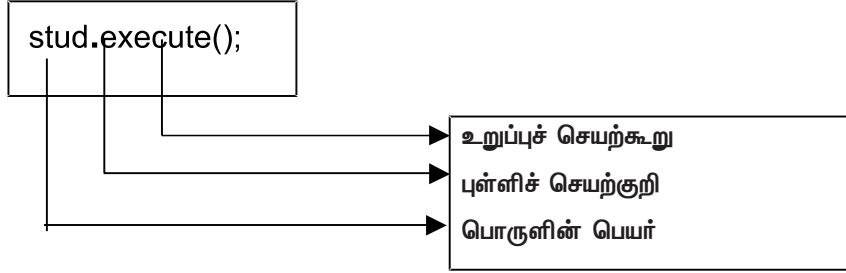 stud.execute();
உறுப்புச் செயற்கூறு
புள்ளிச் செயற்குறி
பொருளின் பெயர்